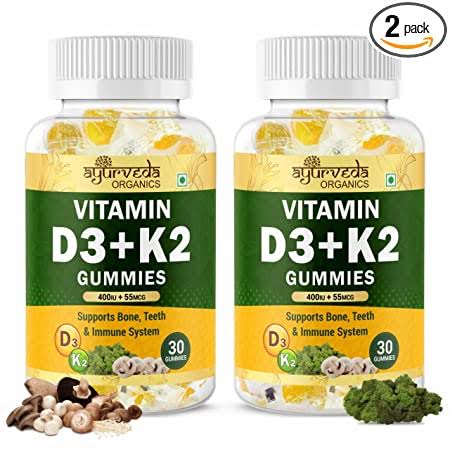 2
pack
ayurveda
ORGANICS
VITAMIN
D3+K2
GUMMIES
400IU + 55MCG
Supports Bone, Teeth
& Immune System
D3
K2
30
GUMMIES
ayurveda
ORGANICS
VITAMIN
D3+K2
GUMMIES
400IU + 55MCG
Supports Bone, Teeth
& Immune System
D3
K2
30
GUMMIES